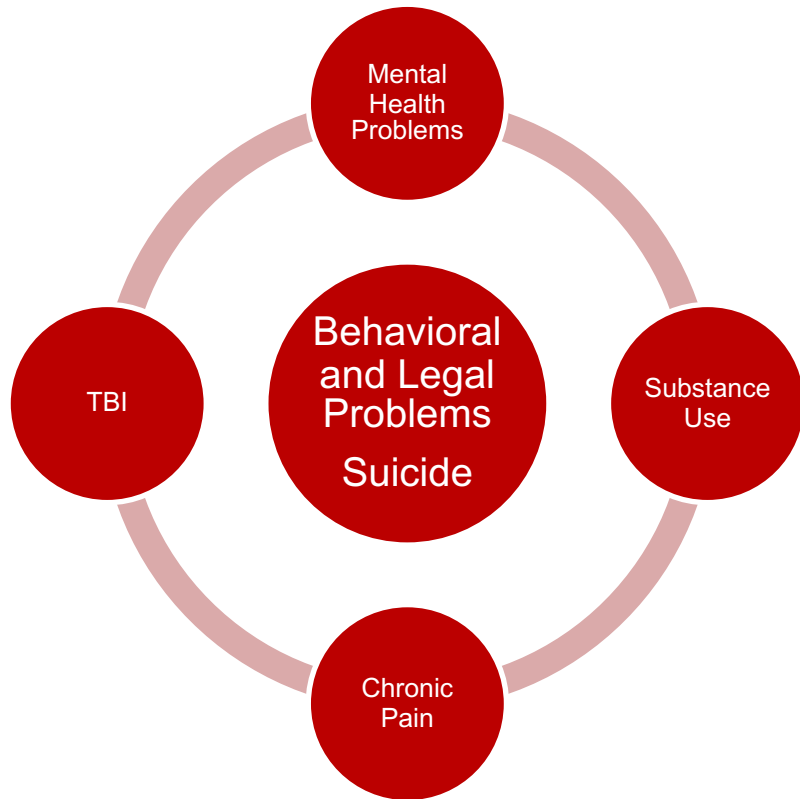 Mental
Health
Problems
Behavioral
and Legal
Problems
Suicide
TBI
Substance
Use
Chronic
Pain